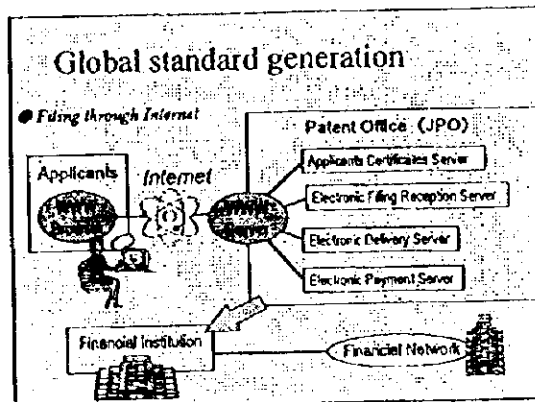 Global standard generation
● Filing through Internet
Patent Office (JPO)
Applicants
Internet
Applicants Certificates Server
Electronic Filing Reception Server
Server
Electronic Delivery Server
Electronic Payment Server
Financial Institution
Financial Network